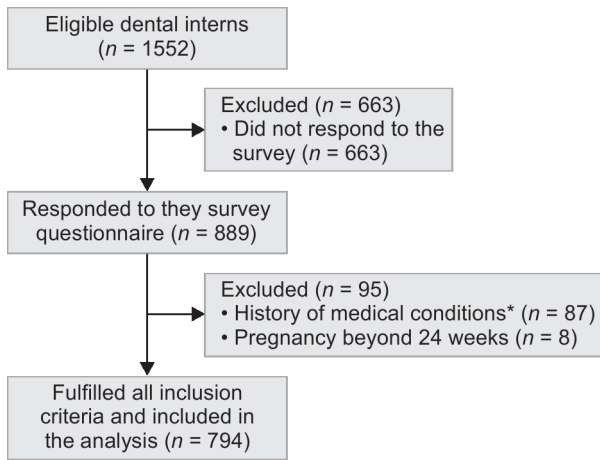 Eligible dental interns
(n = 1552)
Excluded (n = 663)
• Did not respond to the
survey (n = 663)
Responded to they survey
questionnaire (n = 889)
Excluded (n = 95)
• History of medical conditions* (n = 87)
• Pregnancy beyond 24 weeks (n = 8)
Fulfilled all inclusion
criteria and included in
the analysis (n = 794)